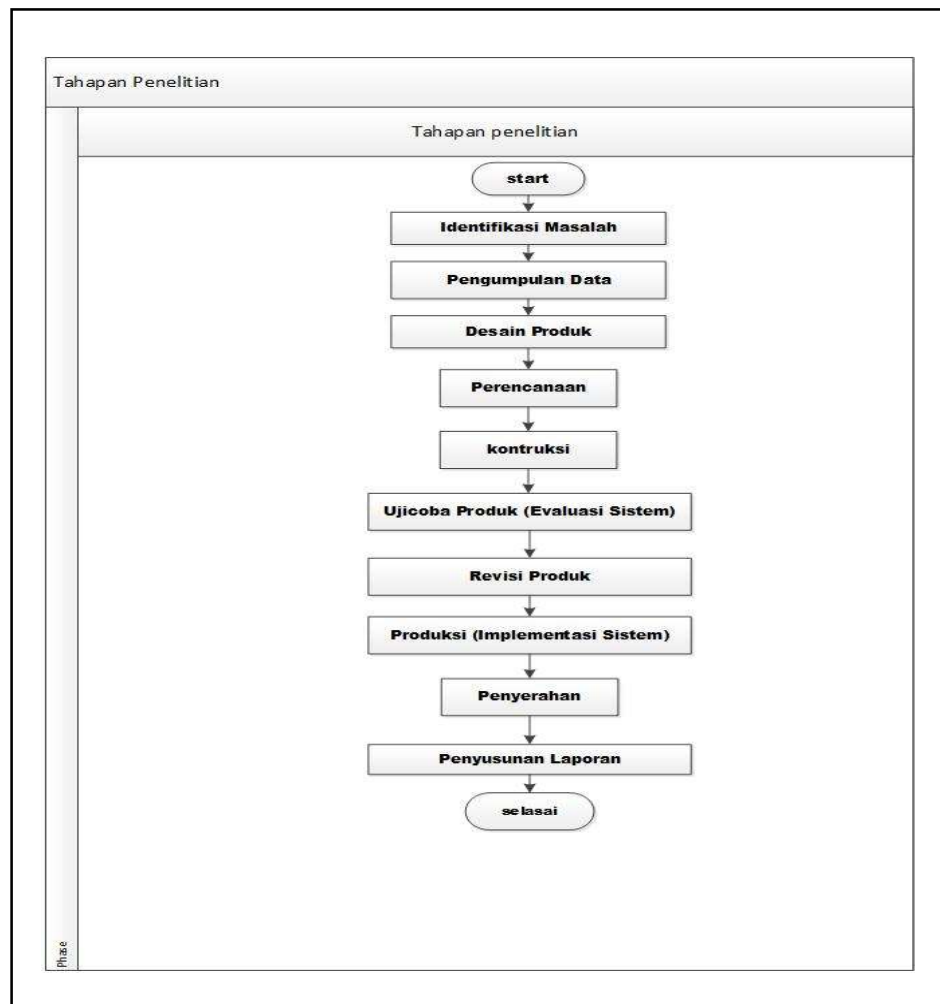 Tahapan Penelitian
Tahapan penelitian
start
Identifikasi Masalah
Pengumpulan Data
Desain Produk
Perencanaan
kontruksi
Ujicoba Produk (Evaluasi Sistem)
Revisi Produk
Produksi (Implementasi Sistem)
Penyerahan
Penyusunan Laporan
selasai
Phase